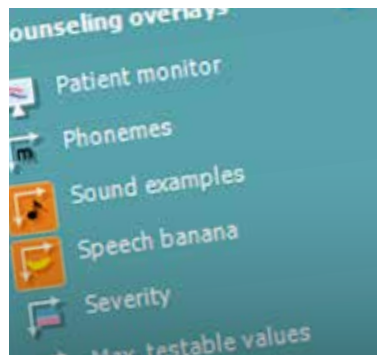 ounseling overlays
Patient monitor
m
Phonemes
Sound examples
Speech banana
Severity
Max. testable values